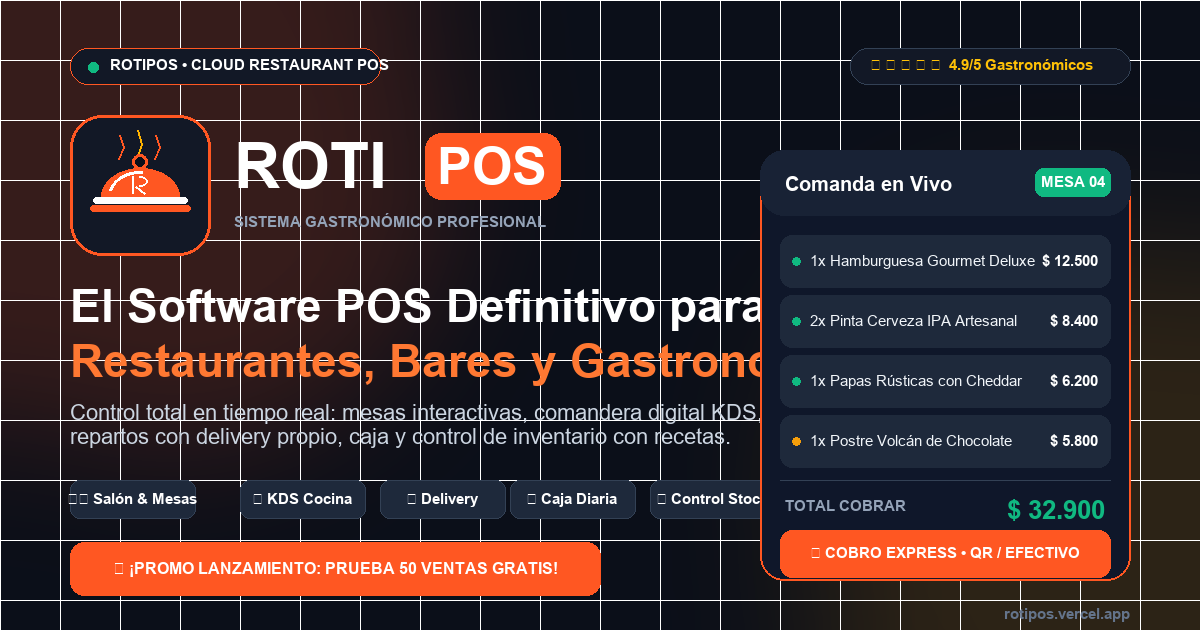 ROTIPOS • CLOUD RESTAURANT POS
4.9/5 Gastronómicos
ROTI POS
SISTEMA GASTRONÓMICO PROFESIONAL
El Software POS Definitivo para
Restaurantes, Bares y Gastrono
Control total en tiempo real: mesas interactivas, comandera digital KDS,
repartos con delivery propio, caja y control de inventario con recetas.
Salón & Mesas
KDS Cocina
Delivery
Caja Diaria
Control Stoc
¡PROMO LANZAMIENTO: PRUEBA 50 VENTAS GRATIS!
Comanda en Vivo
MESA 04
1x Hamburguesa Gourmet Deluxe $ 12.500
2x Pinta Cerveza IPA Artesanal $ 8.400
1x Papas Rústicas con Cheddar $ 6.200
1x Postre Volcán de Chocolate $ 5.800
TOTAL COBRAR $ 32.900
COBRO EXPRESS • QR / EFECTIVO
rotipos.vercel.app